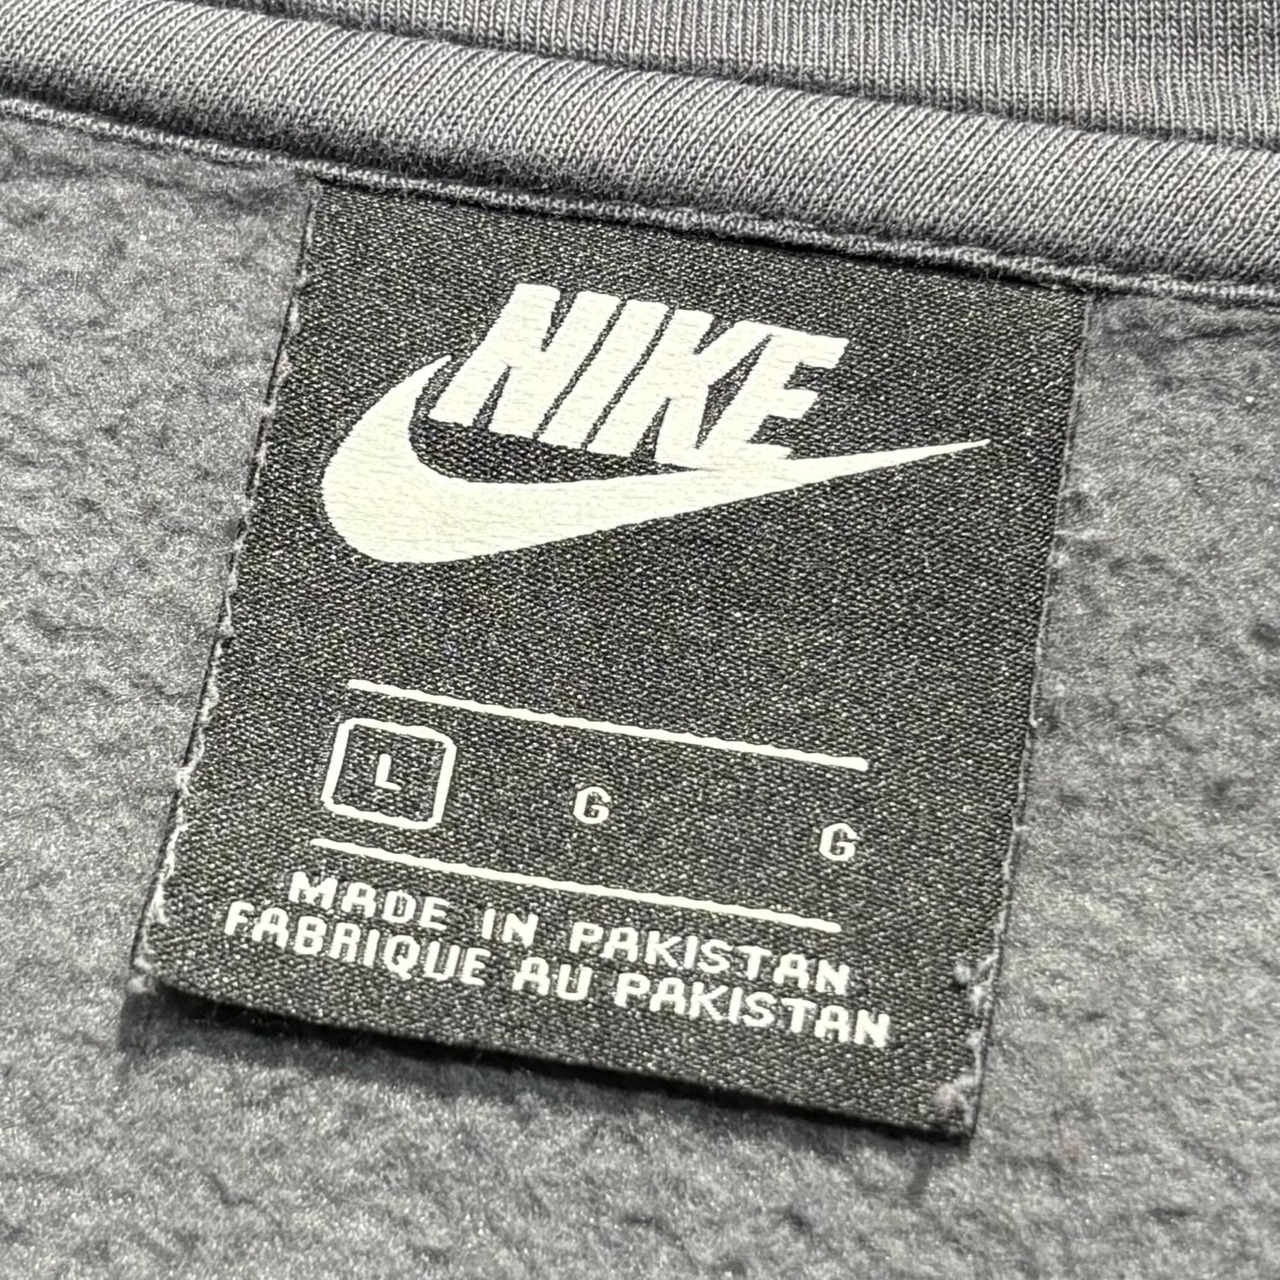 NIKE
L G G
MADE IN PAKISTAN
FABRIQUE AU PAKISTAN